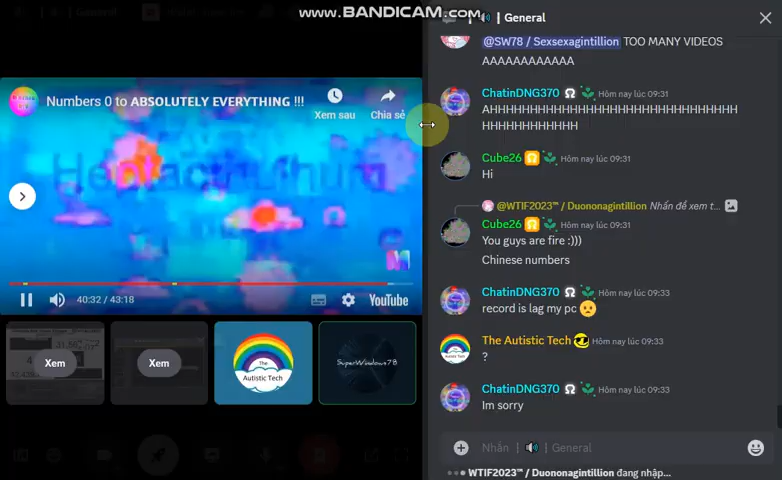 www.BANDICAM.com
General
@SW78 / Sexsexagintillion TOO MANY VIDEOS
AAAAAAAAAAAA
Numbers 0 to ABSOLUTELY EVERYTHING !!!
Xem sau
Chia sẻ
40:32 / 43:18
YouTube
Xem
Xem
The
Autistic Tech
SuperWindows78
ChatinDNG370 Ω Hôm nay lúc 09:31
AHHHHHHHHHHHHHHHHHHHHHHHHHHHHHH
HHHHHHHHHHHH
Cube26 Ω Hôm nay lúc 09:31
Hi
@WTIF2023™ / Duononagintillion Nhấn để xem t...
Cube26 Ω Hôm nay lúc 09:31
You guys are fire :)))
Chinese numbers
ChatinDNG370 Ω Hôm nay lúc 09:33
record is lag my pc
The Autistic Tech Hôm nay lúc 09:33
?
ChatinDNG370 Ω Hôm nay lúc 09:33
Im sorry
Nhắn General
WTIF2023™ / Duononagintillion đang nhập...